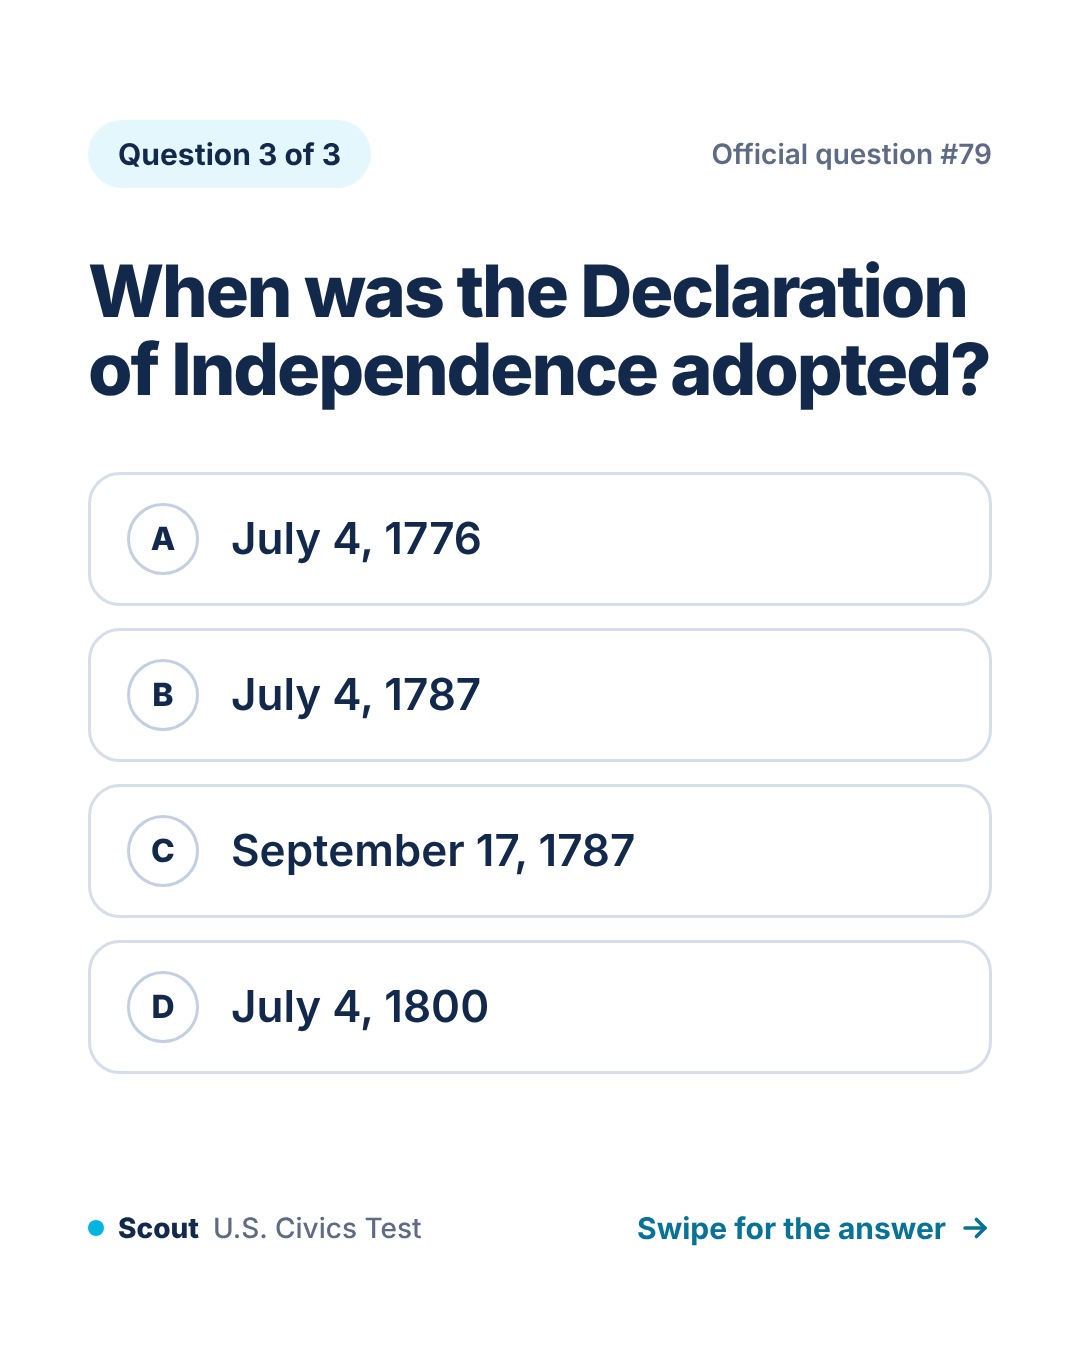 Question 3 of 3
Official question #79
When was the Declaration
of Independence adopted?
A July 4, 1776
B July 4, 1787
C September 17, 1787
D July 4, 1800
Scout U.S. Civics Test
Swipe for the answer →